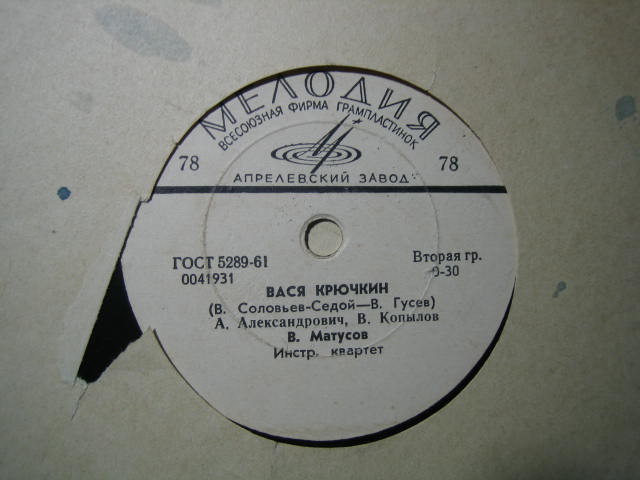 МЕЛОДИЯ
ВСЕСОЮЗНАЯ ФИРМА ГРАМПЛАСТИНОК
78 78
АПРЕЛЕВСКИЙ ЗАВОД
ГОСТ 5289-61 Вторая гр.
0041931 0-30
ВАСЯ КРЮЧКИН
(В. Соловьев-Седой—В. Гусев)
А. Александрович, В. Копылов
В. Матусов
Инстр. квартет